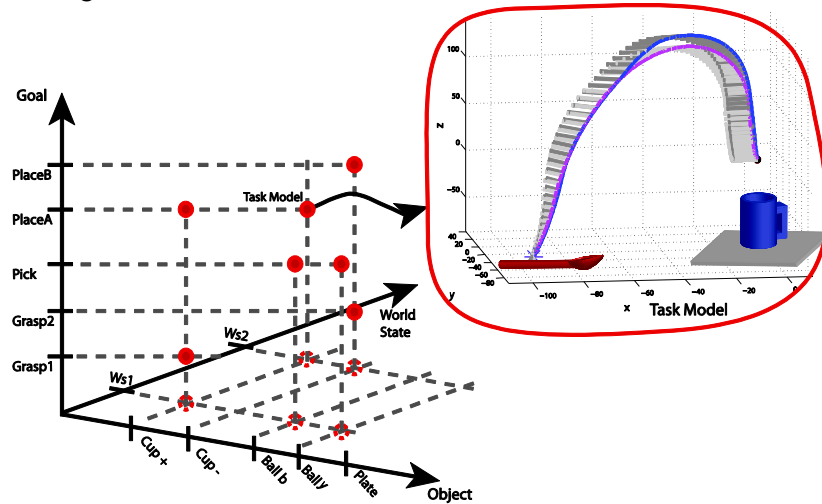 Goal
PlaceB
PlaceA
Pick
Grasp2
Grasp1
Task Model
World
State
Ws2
Ws1
Cup +
Cup -
Ball b
Ball y
Plate
Object
100
50
0
-50
z
40
20
0
-20
-40
-60
-80
y
-100
-80
-60
-40
-20
0
x
Task Model